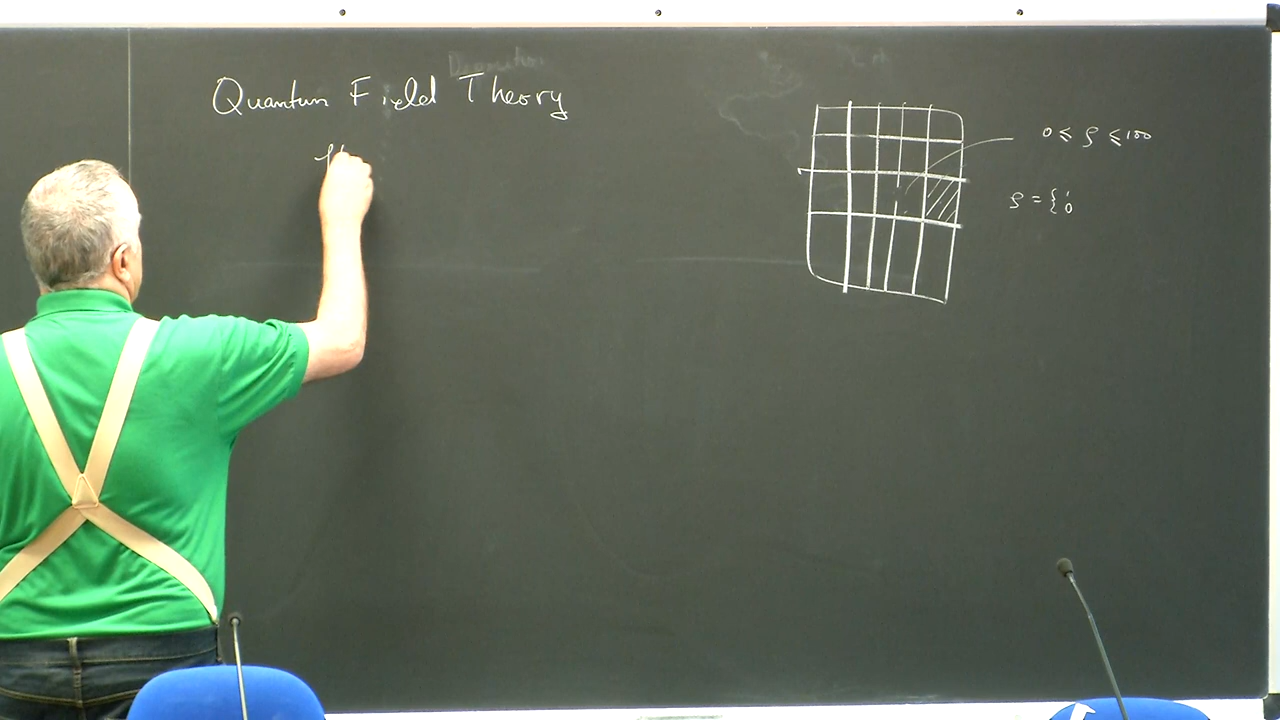 Quantum Field Theory
0 ≤ ρ ≤ 100
ρ = { 1
0